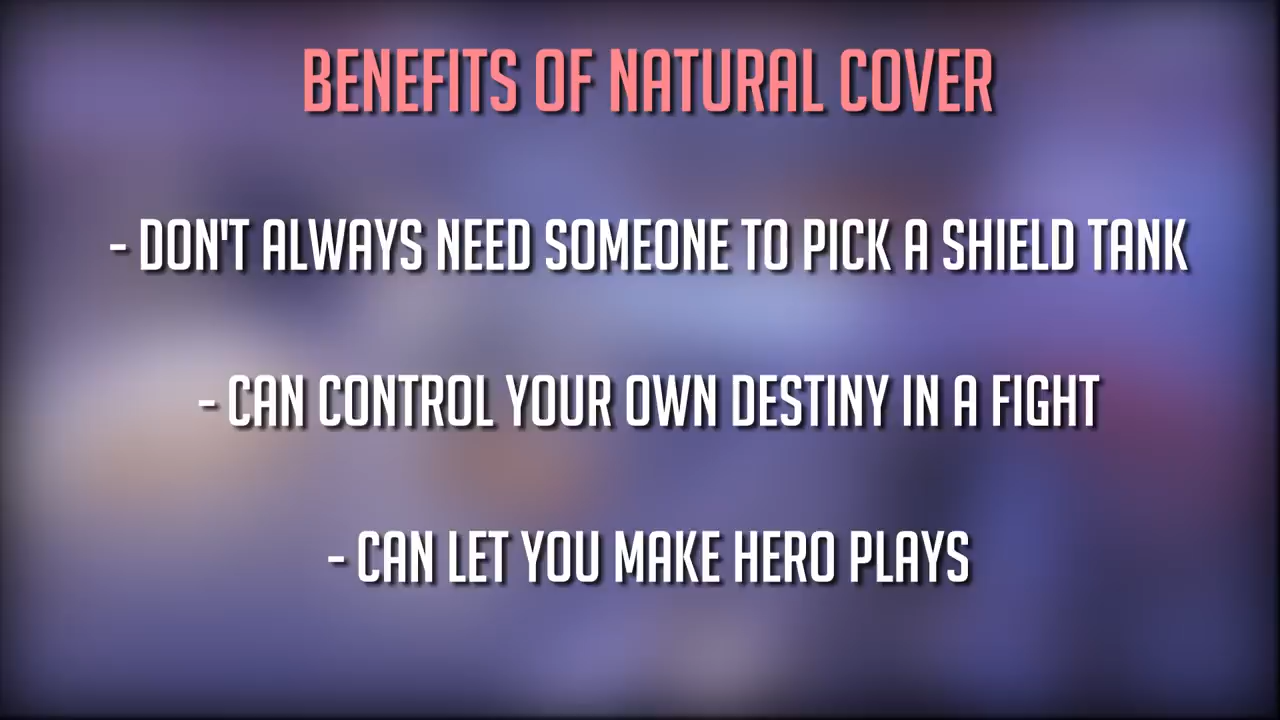 BENEFITS OF NATURAL COVER
- DON'T ALWAYS NEED SOMEONE TO PICK A SHIELD TANK
- CAN CONTROL YOUR OWN DESTINY IN A FIGHT
- CAN LET YOU MAKE HERO PLAYS